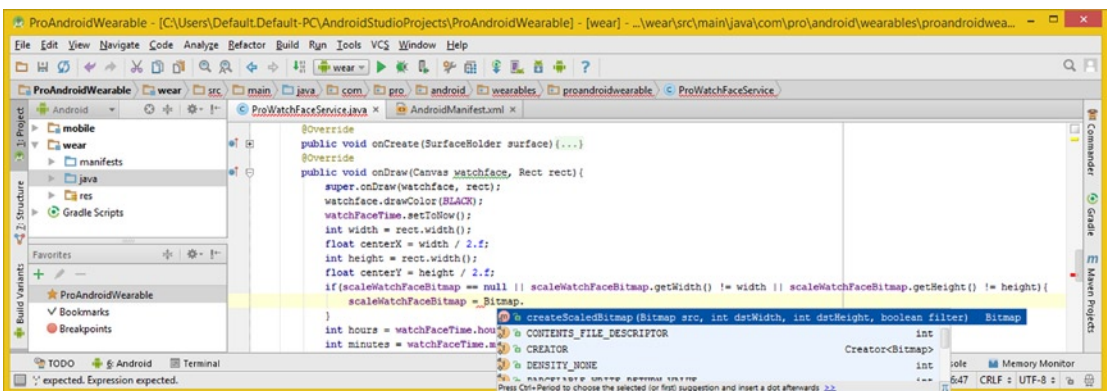 ProAndroidWearable - [C:\Users\Default.Default-PC\AndroidStudioProjects\ProAndroidWearable] - [wear] - ...\wear\src\main\java\com\pro\android\wearables\proandroidwea...
File Edit View Navigate Code Analyze Refactor Build Run Tools VCS Window Help
wear
ProAndroidWearable wear src main java com pro android wearables proandroidwearable ProWatchFaceService
Android ProWatchFaceService.java × AndroidManifest.xml ×
1: Project
7: Structure
Build Variants
mobile
wear
manifests
java
res
Gradle Scripts
Favorites
ProAndroidWearable
Bookmarks
Breakpoints
@Override
public void onCreate(SurfaceHolder surface){...}
@Override
public void onDraw(Canvas watchface, Rect rect){
super.onDraw(watchface, rect);
watchface.drawColor(BLACK);
watchFaceTime.setToNow();
int width = rect.width();
float centerX = width / 2.f;
int height = rect.width();
float centerY = height / 2.f;
if(scaleWatchFaceBitmap == null || scaleWatchFaceBitmap.getWidth() != width || scaleWatchFaceBitmap.getHeight() != height){
scaleWatchFaceBitmap = Bitmap.
}
int hours = watchFaceTime.hou
int minutes = watchFaceTime.m
createScaledBitmap(Bitmap src, int dstWidth, int dstHeight, boolean filter) Bitmap
CONTENTS_FILE_DESCRIPTOR int
CREATOR Creator<Bitmap>
DENSITY_NONE int
Press Ctrl+Period to choose the selected (or first) suggestion and insert a dot afterwards >>
Commander
Gradle
Maven Projects
TODO 6: Android Terminal
sole Memory Monitor
';' expected. Expression expected.
6:47 CRLF UTF-8